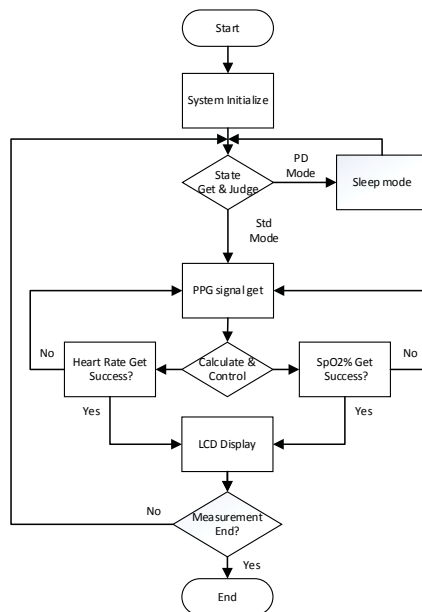 Start
System Initialize
State
Get & Judge
PD
Mode
Sleep mode
Std
Mode
PPG signal get
No
Heart Rate Get
Success?
Calculate &
Control
SpO2% Get
Success?
No
Yes
Yes
LCD Display
No
Measurement
End?
Yes
End